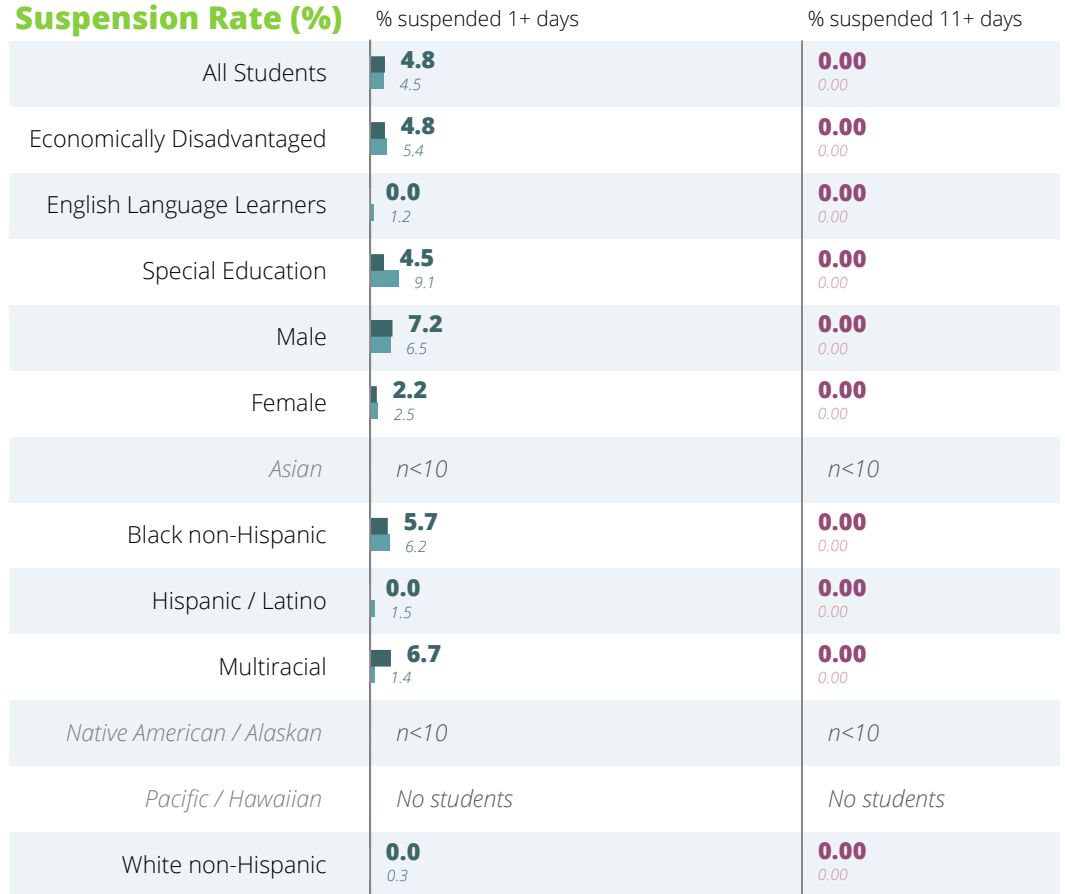 Suspension Rate (%) % suspended 1+ days % suspended 11+ days
All Students 4.8 0.00
4.5 0.00
Economically Disadvantaged 4.8 0.00
5.4 0.00
English Language Learners 0.0 0.00
1.2 0.00
Special Education 4.5 0.00
9.1 0.00
Male 7.2 0.00
6.5 0.00
Female 2.2 0.00
2.5 0.00
Asian n<10 n<10
Black non-Hispanic 5.7 0.00
6.2 0.00
Hispanic / Latino 0.0 0.00
1.5 0.00
Multiracial 6.7 0.00
1.4 0.00
Native American / Alaskan n<10 n<10
Pacific / Hawaiian No students No students
White non-Hispanic 0.0 0.00
0.3 0.00